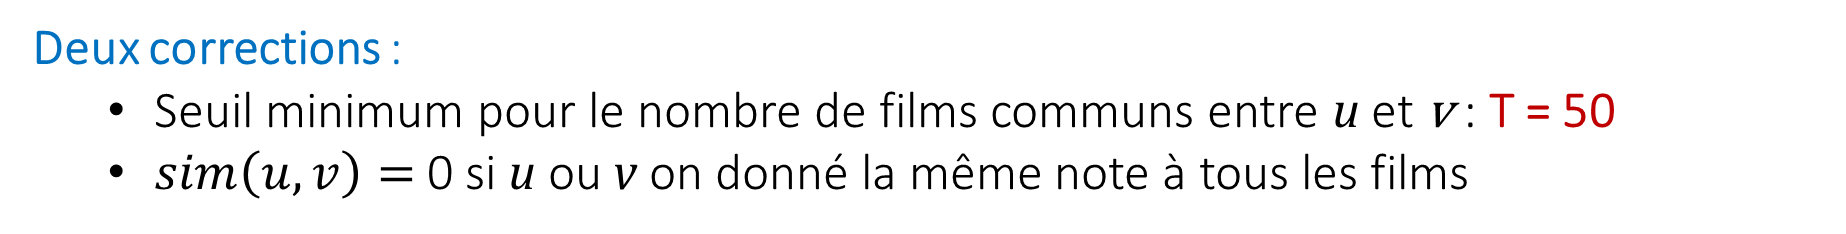 Deux corrections :
• Seuil minimum pour le nombre de films communs entre u et v : T = 50
• sim(u, v) = 0 si u ou v on donné la même note à tous les films